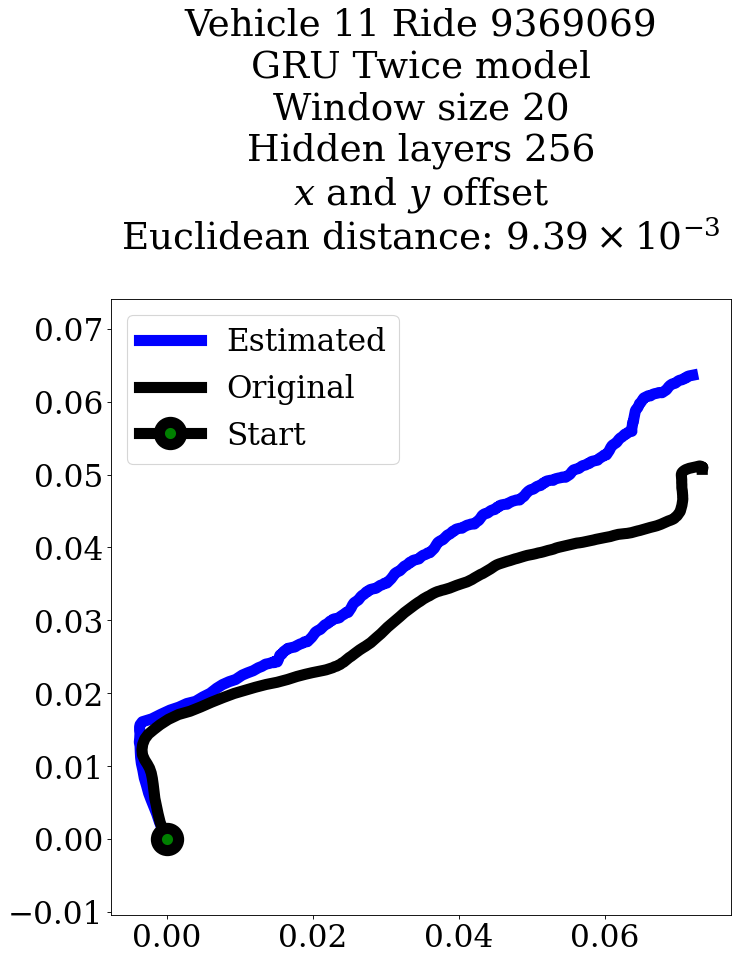 Vehicle 11 Ride 9369069
GRU Twice model
Window size 20
Hidden layers 256
x and y offset
Euclidean distance: 9.39 × 10⁻³
Estimated
Original
Start
0.07
0.06
0.05
0.04
0.03
0.02
0.01
0.00
−0.01
0.00 0.02 0.04 0.06